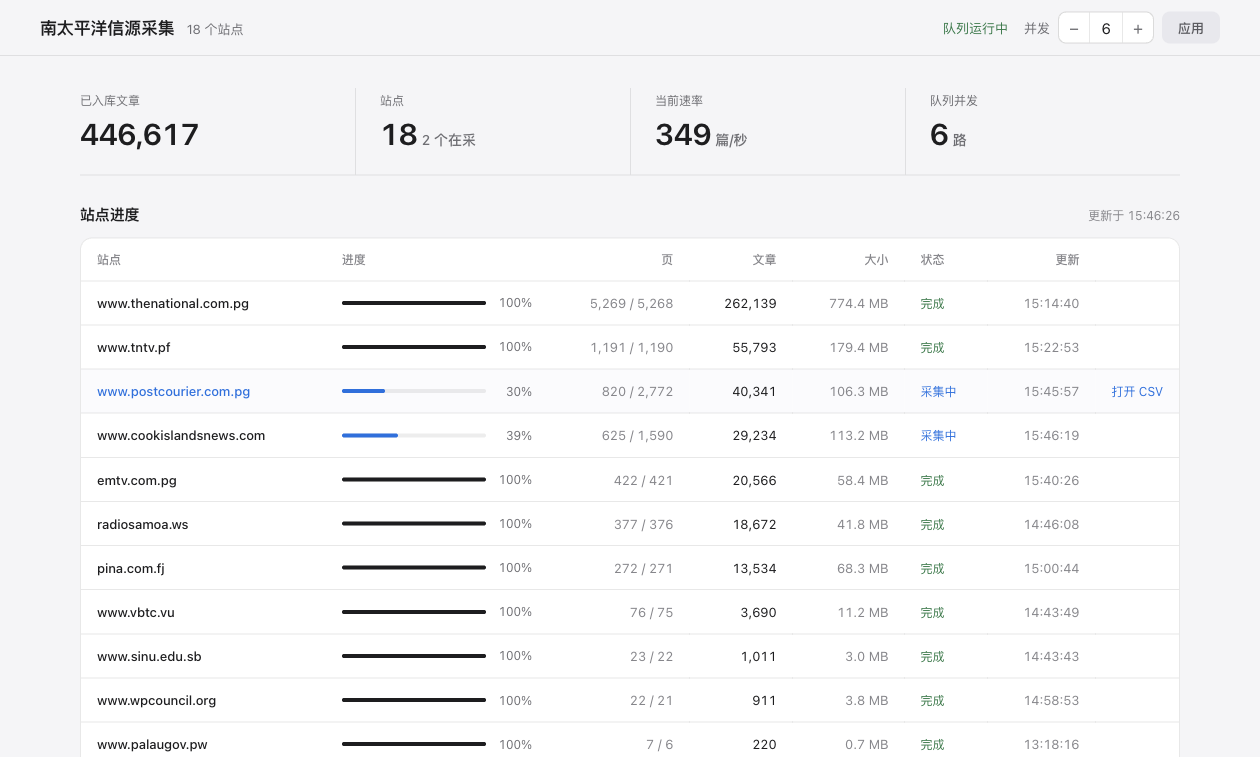 南太平洋信源采集 18 个站点 队列运行中 并发 − 6 + 应用
已入库文章 站点 当前速率 队列并发
446,617 18 2 个在采 349 篇/秒 6 路
站点进度 更新于 15:46:26
站点 进度 页 文章 大小 状态 更新
www.thenational.com.pg 100% 5,269 / 5,268 262,139 774.4 MB 完成 15:14:40
www.tntv.pf 100% 1,191 / 1,190 55,793 179.4 MB 完成 15:22:53
www.postcourier.com.pg 30% 820 / 2,772 40,341 106.3 MB 采集中 15:45:57 打开 CSV
www.cookislandsnews.com 39% 625 / 1,590 29,234 113.2 MB 采集中 15:46:19
emtv.com.pg 100% 422 / 421 20,566 58.4 MB 完成 15:40:26
radiosamoa.ws 100% 377 / 376 18,672 41.8 MB 完成 14:46:08
pina.com.fj 100% 272 / 271 13,534 68.3 MB 完成 15:00:44
www.vbtc.vu 100% 76 / 75 3,690 11.2 MB 完成 14:43:49
www.sinu.edu.sb 100% 23 / 22 1,011 3.0 MB 完成 14:43:43
www.wpcouncil.org 100% 22 / 21 911 3.8 MB 完成 14:58:53
www.palaugov.pw 100% 7 / 6 220 0.7 MB 完成 13:18:16